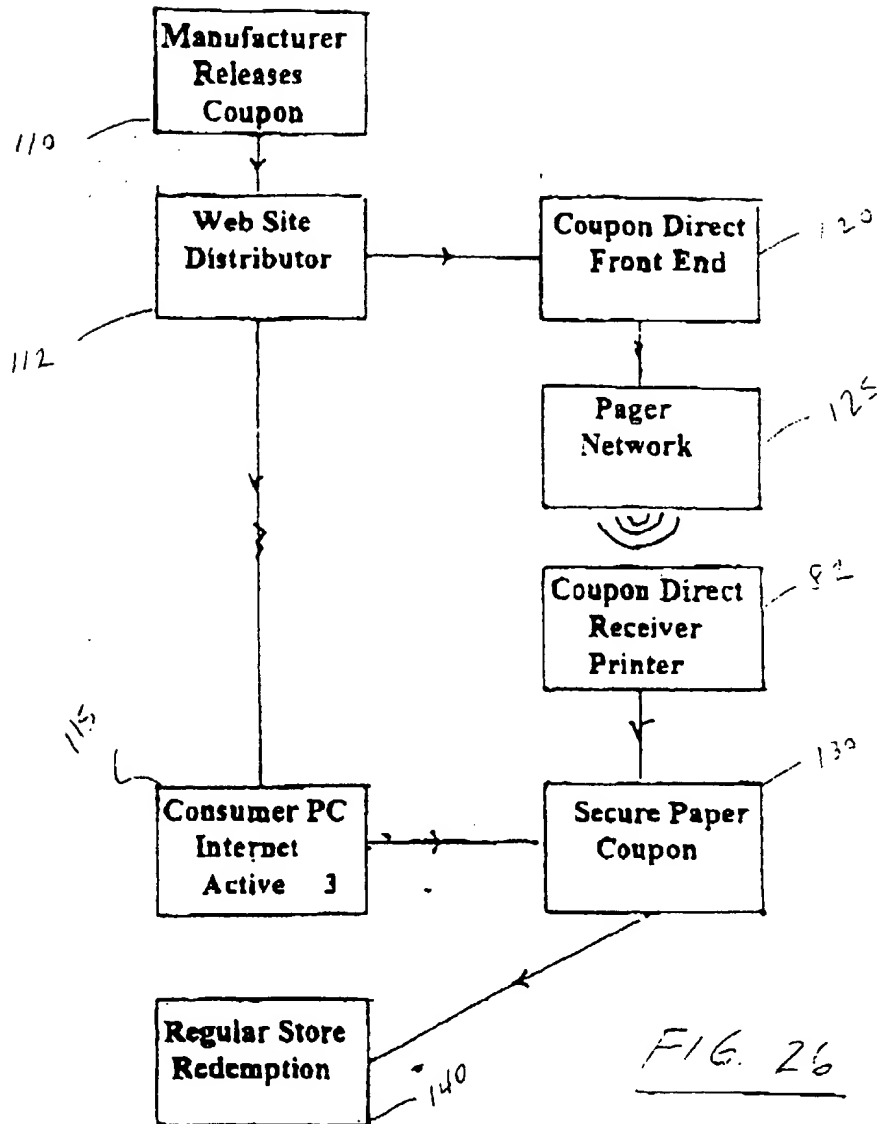 Manufacturer
Releases
Coupon
110
Web Site
Distributor
112
Coupon Direct
Front End
120
Pager
Network
125
Coupon Direct
Receiver
Printer
82
115
Consumer PC
Internet
Active 3
Secure Paper
Coupon
130
Regular Store
Redemption
140
FIG. 26